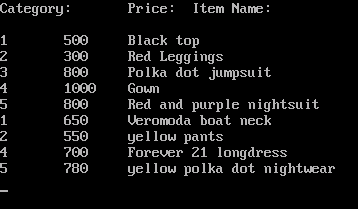 Category: Price: Item Name:
1 500 Black top
2 300 Red Leggings
3 800 Polka dot jumpsuit
4 1000 Gown
5 800 Red and purple nightsuit
1 650 Veromoda boat neck
2 550 yellow pants
4 700 Forever 21 longdress
5 780 yellow polka dot nightwear